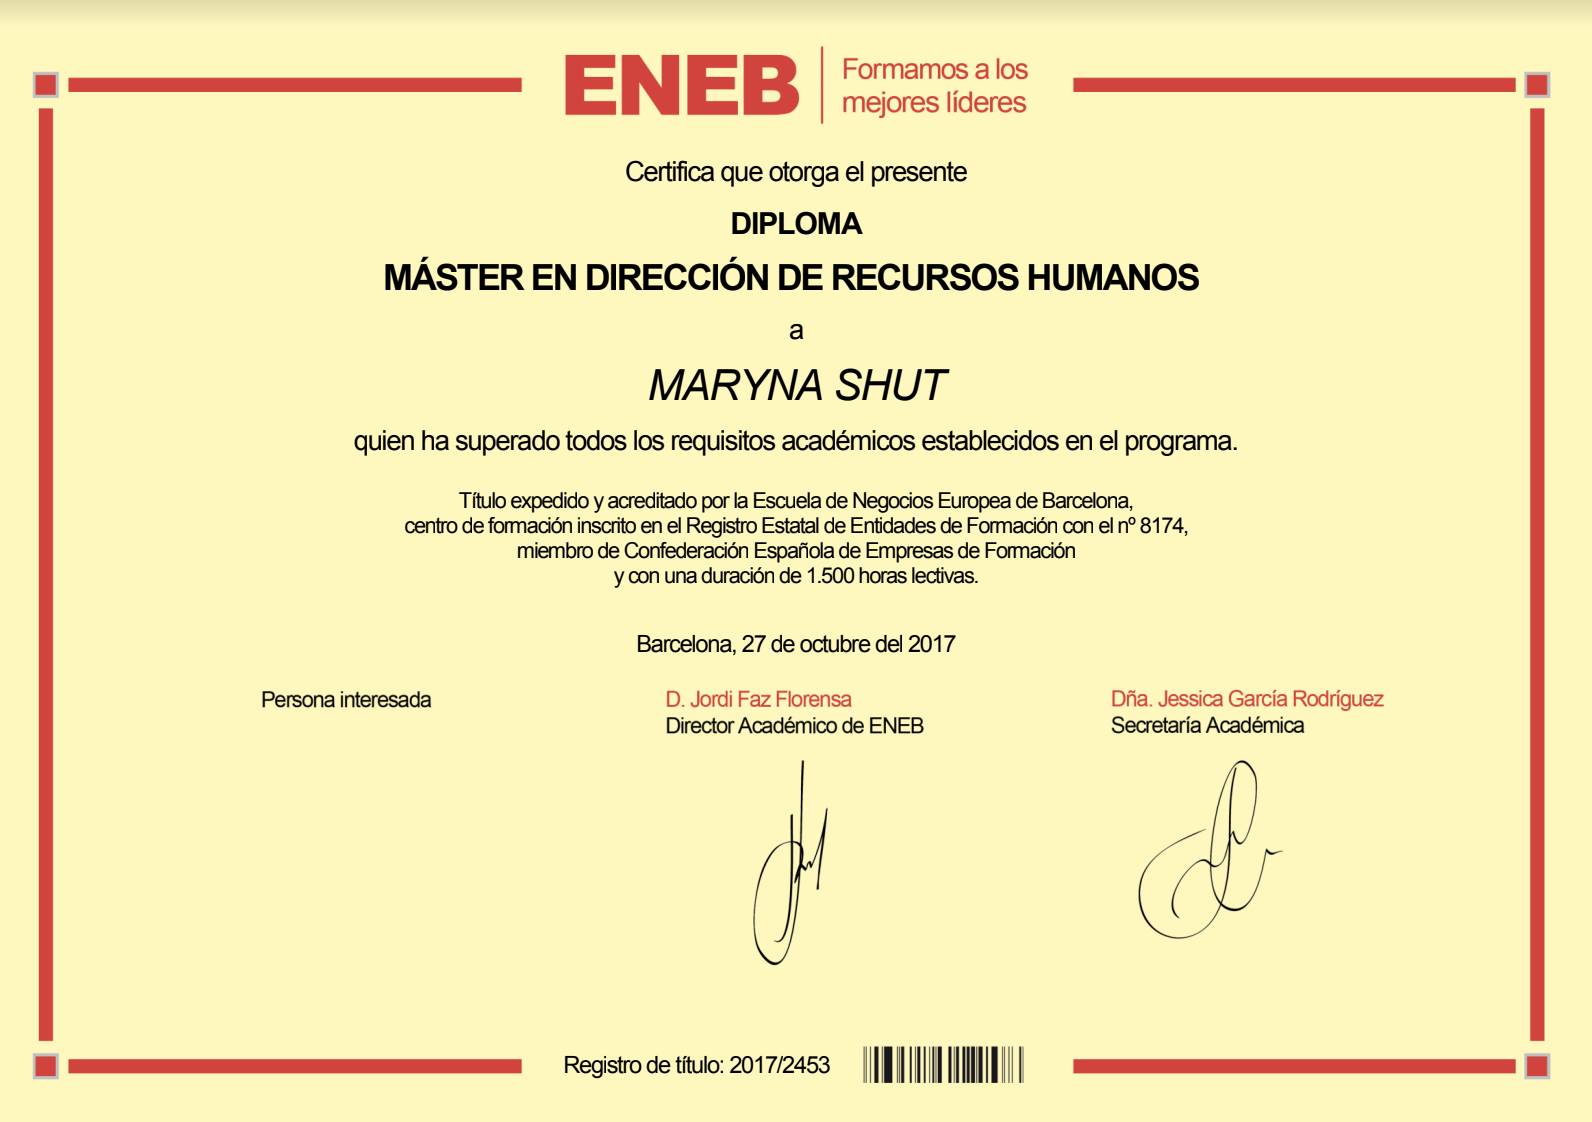 ENEB
Formamos a los
mejores líderes
Certifica que otorga el presente
DIPLOMA
MÁSTER EN DIRECCIÓN DE RECURSOS HUMANOS
a
MARYNA SHUT
quien ha superado todos los requisitos académicos establecidos en el programa.
Título expedido y acreditado por la Escuela de Negocios Europea de Barcelona,
centro de formación inscrito en el Registro Estatal de Entidades de Formación con el nº 8174,
miembro de Confederación Española de Empresas de Formación
y con una duración de 1.500 horas lectivas.
Barcelona, 27 de octubre del 2017
Persona interesada
D. Jordi Faz Florensa
Director Académico de ENEB
Dña. Jessica García Rodríguez
Secretaría Académica
Registro de título: 2017/2453